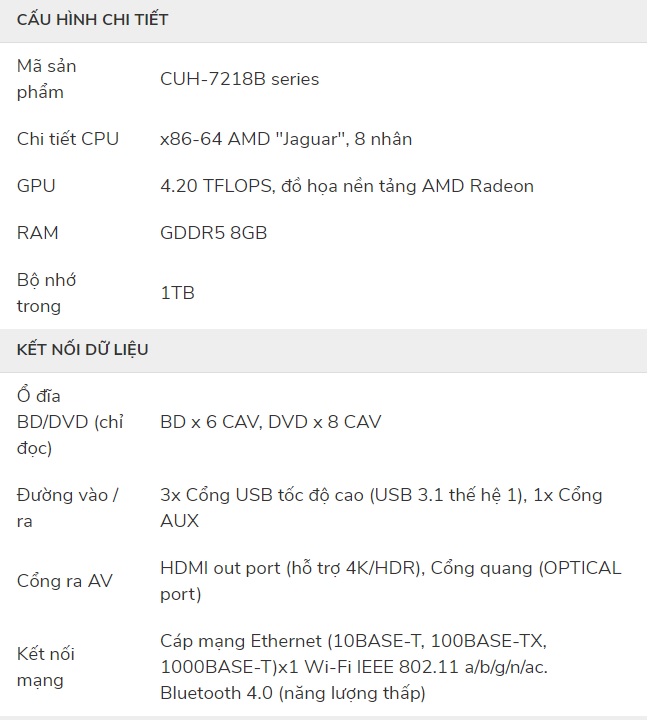 CẤU HÌNH CHI TIẾT
Mã sản
phẩm
CUH-7218B series
Chi tiết CPU
x86-64 AMD "Jaguar", 8 nhân
GPU
4.20 TFLOPS, đồ họa nền tảng AMD Radeon
RAM
GDDR5 8GB
Bộ nhớ
trong
1TB
KẾT NỐI DỮ LIỆU
Ổ đĩa
BD/DVD (chỉ
đọc)
BD x 6 CAV, DVD x 8 CAV
Đường vào /
ra
3x Cổng USB tốc độ cao (USB 3.1 thế hệ 1), 1x Cổng
AUX
Cổng ra AV
HDMI out port (hỗ trợ 4K/HDR), Cổng quang (OPTICAL
port)
Kết nối
mạng
Cáp mạng Ethernet (10BASE-T, 100BASE-TX,
1000BASE-T)x1 Wi-Fi IEEE 802.11 a/b/g/n/ac.
Bluetooth 4.0 (năng lượng thấp)